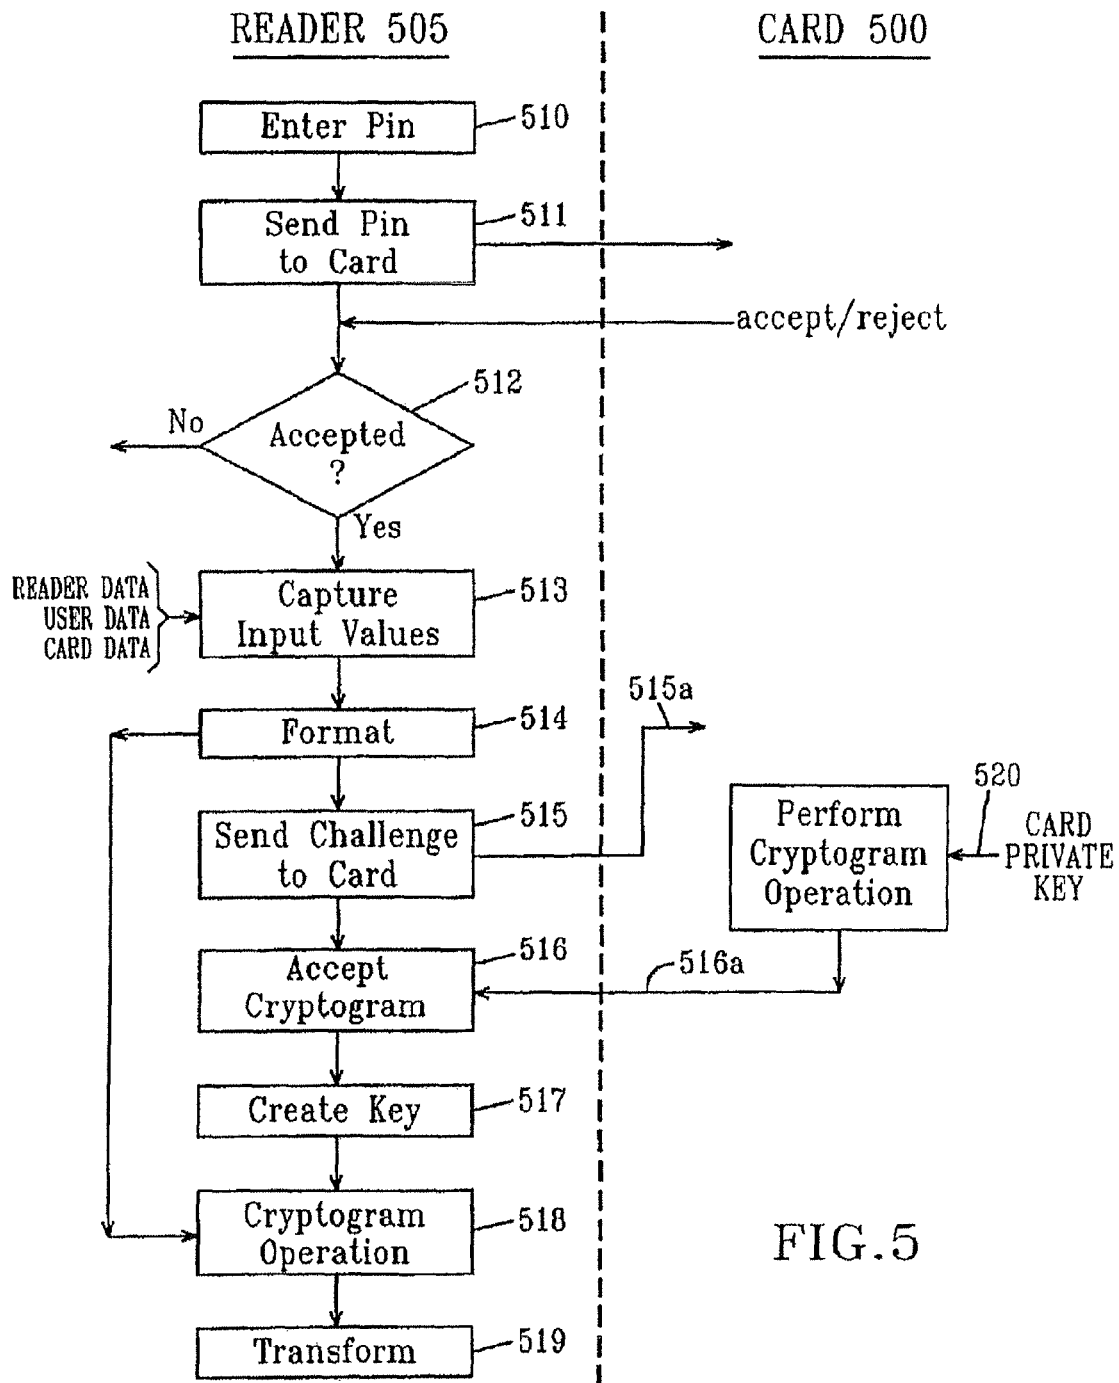 READER 505
CARD 500
Enter Pin
510
Send Pin
to Card
511
accept/reject
512
No
Accepted
?
Yes
READER DATA
USER DATA
CARD DATA
Capture
Input Values
513
Format
514
515a
Send Challenge
to Card
515
Perform
Cryptogram
Operation
520
CARD
PRIVATE
KEY
Accept
Cryptogram
516
516a
Create Key
517
Cryptogram
Operation
518
FIG.5
Transform
519